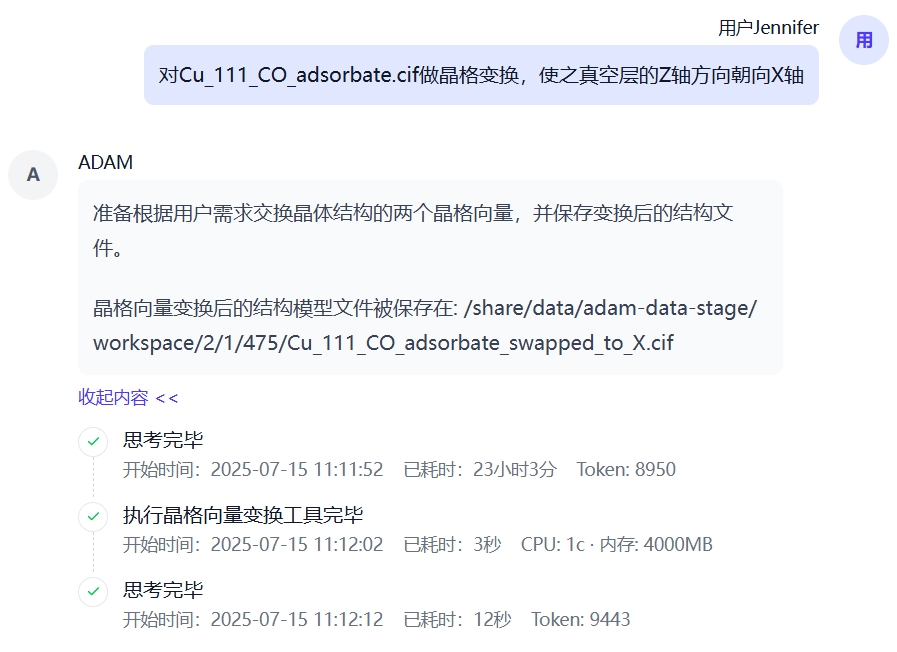 用户Jennifer
用
对Cu_111_CO_adsorbate.cif做晶格变换，使之真空层的Z轴方向朝向X轴
A
ADAM
准备根据用户需求交换晶体结构的两个晶格向量，并保存变换后的结构文
件。
晶格向量变换后的结构模型文件被保存在: /share/data/adam-data-stage/
workspace/2/1/475/Cu_111_CO_adsorbate_swapped_to_X.cif
收起内容 <<
思考完毕
开始时间：2025-07-15 11:11:52 已耗时：23小时3分 Token: 8950
执行晶格向量变换工具完毕
开始时间：2025-07-15 11:12:02 已耗时：3秒 CPU: 1c · 内存: 4000MB
思考完毕
开始时间：2025-07-15 11:12:12 已耗时：12秒 Token: 9443